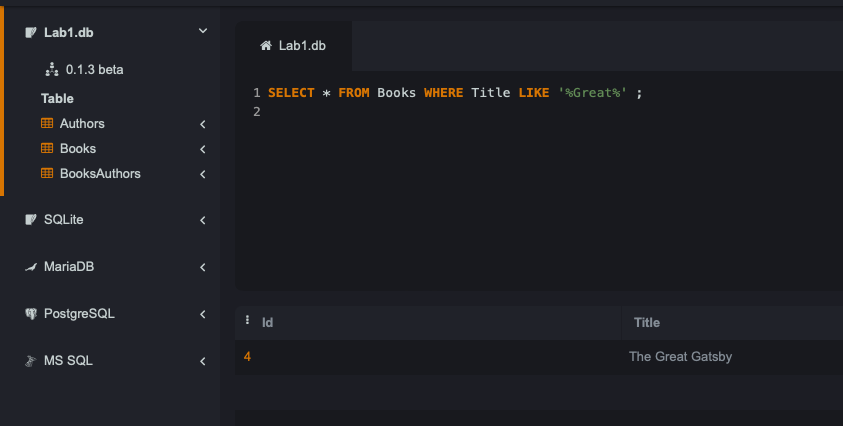 Lab1.db
0.1.3 beta
Table
Authors
Books
BooksAuthors
SQLite
MariaDB
PostgreSQL
MS SQL
Lab1.db
1 SELECT * FROM Books WHERE Title LIKE '%Great%' ;
2
Id Title
4 The Great Gatsby